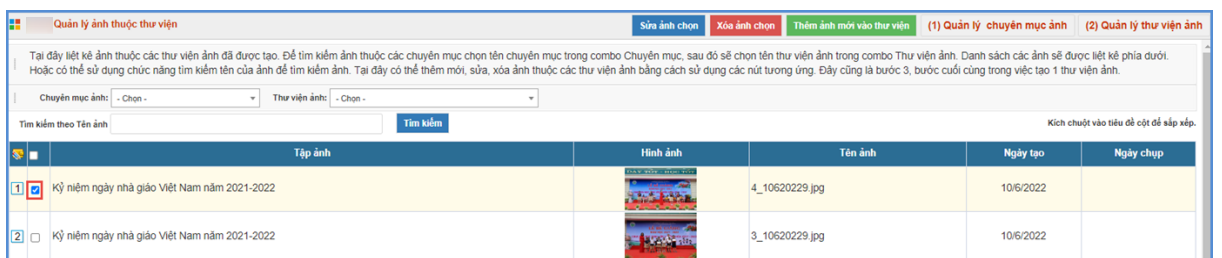 Quản lý ảnh thuộc thư viện
Sửa ảnh chọn
Xóa ảnh chọn
Thêm ảnh mới vào thư viện
(1) Quản lý chuyên mục ảnh
(2) Quản lý thư viện ảnh
Tại đây liệt kê ảnh thuộc các thư viện ảnh đã được tạo. Để tìm kiếm ảnh thuộc các chuyên mục chọn tên chuyên mục trong combo Chuyên mục, sau đó sẽ chọn tên thư viện ảnh trong combo Thư viện ảnh. Danh sách các ảnh sẽ được liệt kê phía dưới.
Hoặc có thể sử dụng chức năng tìm kiếm tên của ảnh để tìm kiếm ảnh. Tại đây có thể thêm mới, sửa, xóa ảnh thuộc các thư viện ảnh bằng cách sử dụng các nút tương ứng. Đây cũng là bước 3, bước cuối cùng trong việc tạo 1 thư viện ảnh.
Chuyên mục ảnh: - Chọn - Thư viện ảnh: - Chọn -
Tìm kiếm theo Tên ảnh Tìm kiếm Kích chuột vào tiêu đề cột để sắp xếp.
Tập ảnh Hình ảnh Tên ảnh Ngày tạo Ngày chụp
1 Kỷ niệm ngày nhà giáo Việt Nam năm 2021-2022 4_10620229.jpg 10/6/2022
2 Kỷ niệm ngày nhà giáo Việt Nam năm 2021-2022 3_10620229.jpg 10/6/2022